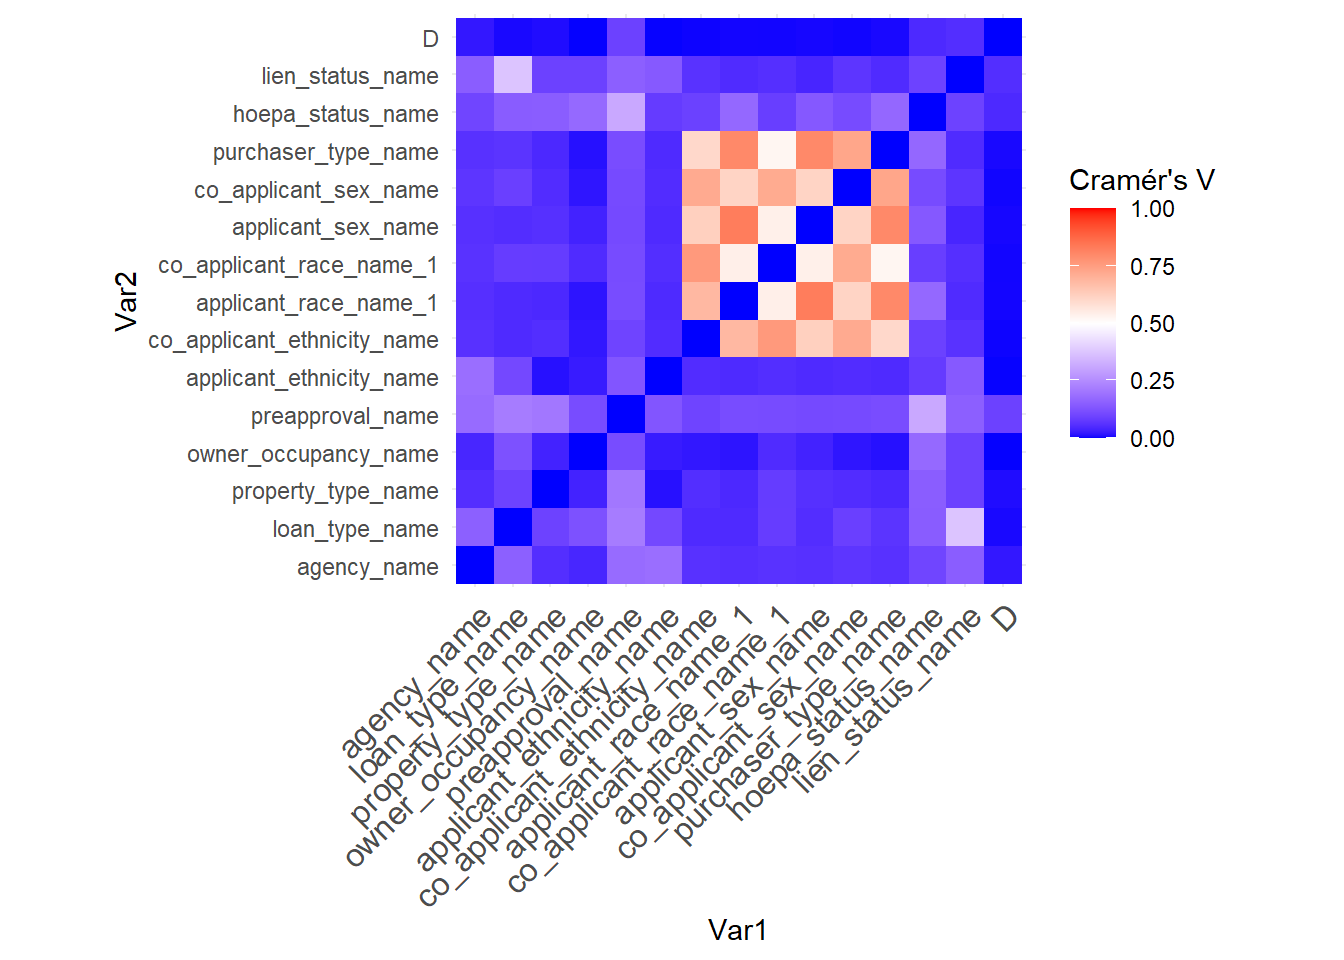 D
lien_status_name
hoepa_status_name
purchaser_type_name
co_applicant_sex_name
applicant_sex_name
co_applicant_race_name_1
applicant_race_name_1
co_applicant_ethnicity_name
applicant_ethnicity_name
preapproval_name
owner_occupancy_name
property_type_name
loan_type_name
agency_name
Var2
agency_name
loan_type_name
property_type_name
owner_occupancy_name
preapproval_name
applicant_ethnicity_name
co_applicant_ethnicity_name
applicant_race_name_1
co_applicant_race_name_1
applicant_sex_name
co_applicant_sex_name
purchaser_type_name
hoepa_status_name
lien_status_name
D
Var1
Cramér's V
1.00
0.75
0.50
0.25
0.00